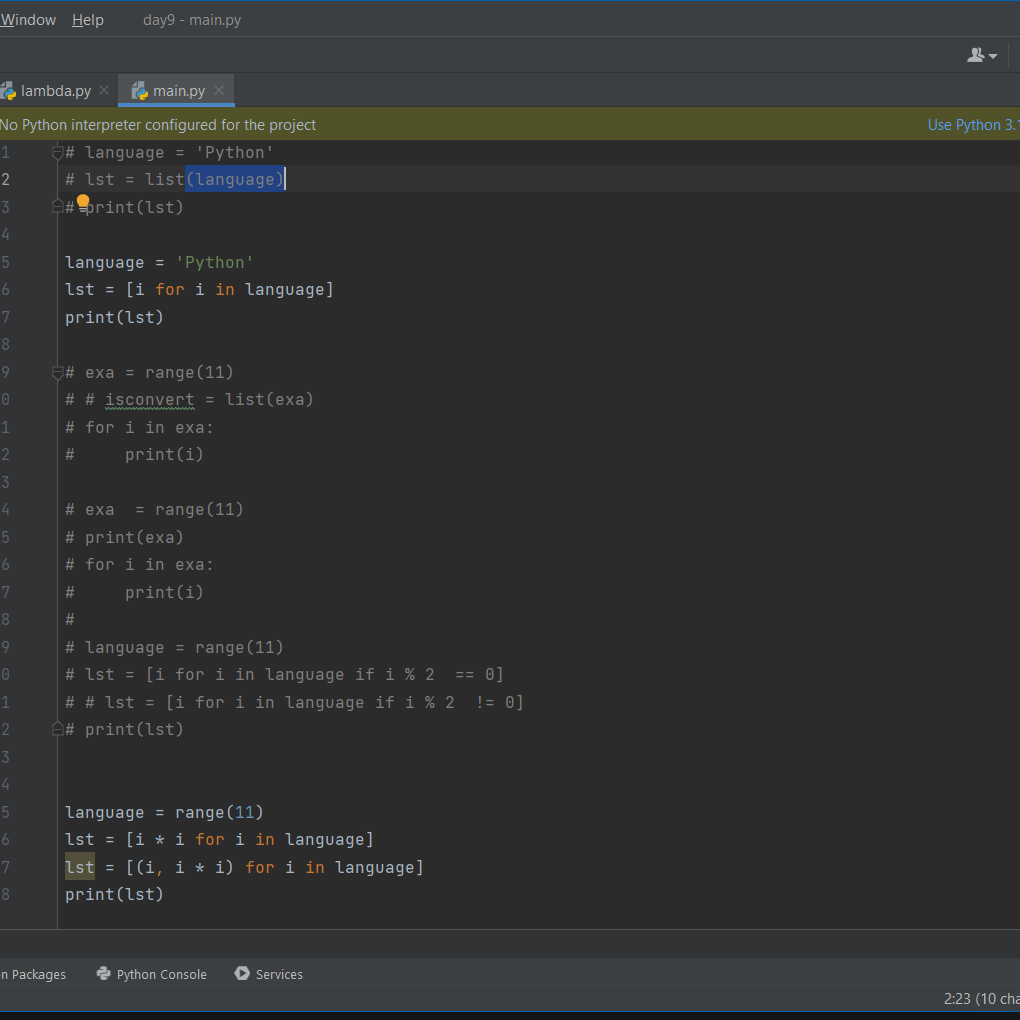 Window Help day9 - main.py
lambda.py main.py
No Python interpreter configured for the project Use Python 3.
1 # language = 'Python'
2 # lst = list(language)
3 # print(lst)
4
5 language = 'Python'
6 lst = [i for i in language]
7 print(lst)
8
9 # exa = range(11)
0 # # isconvert = list(exa)
1 # for i in exa:
2 #     print(i)
3
4 # exa  = range(11)
5 # print(exa)
6 # for i in exa:
7 #     print(i)
8 #
9 # language = range(11)
0 # lst = [i for i in language if i % 2  == 0]
1 # # lst = [i for i in language if i % 2  != 0]
2 # print(lst)
3
4
5 language = range(11)
6 lst = [i * i for i in language]
7 lst = [(i, i * i) for i in language]
8 print(lst)
n Packages Python Console Services
2:23 (10 cha